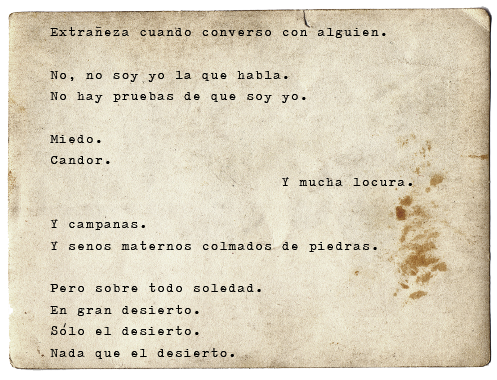 Extrañeza cuando converso con alguien.
No, no soy yo la que habla.
No hay pruebas de que soy yo.
Miedo.
Candor.
Y mucha locura.
Y campanas.
Y senos maternos colmados de piedras.
Pero sobre todo soledad.
En gran desierto.
Sólo el desierto.
Nada que el desierto.